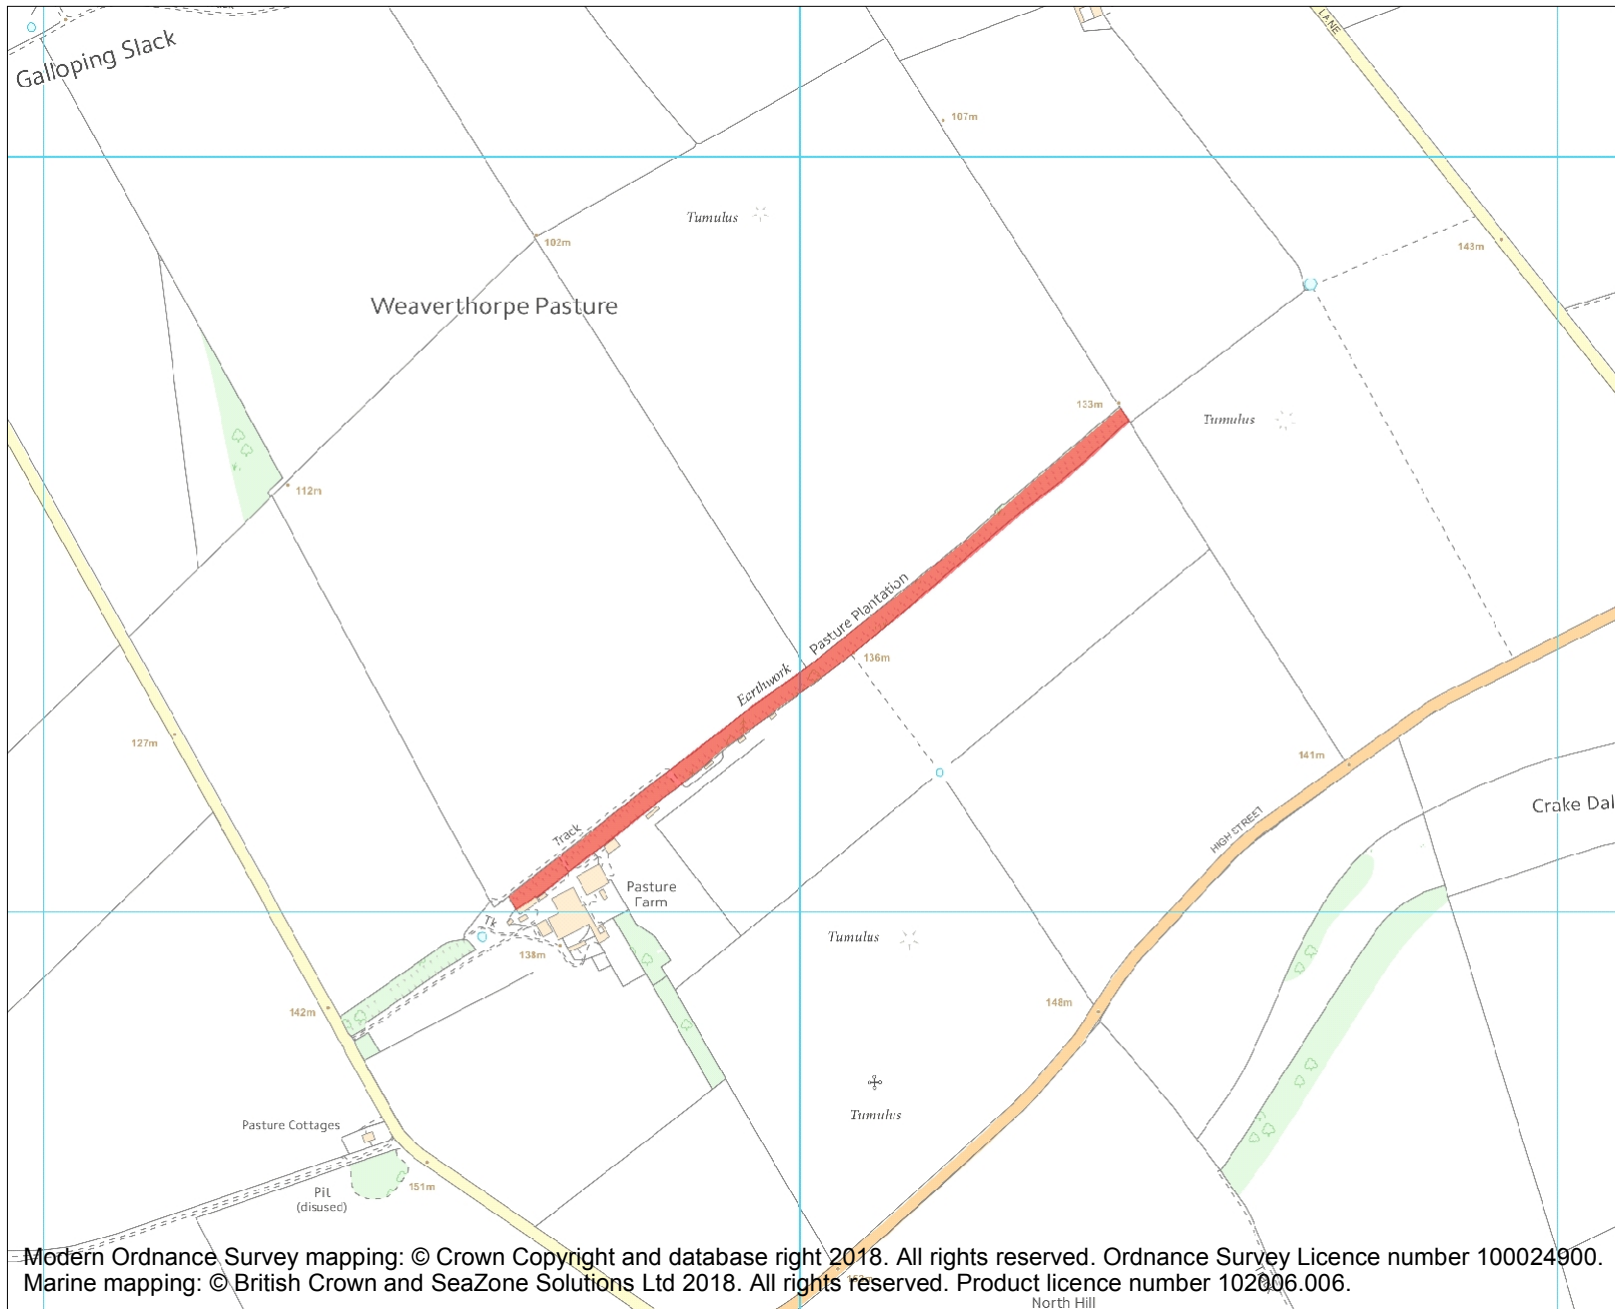 LANE
Galloping Slack
107m
Tumulus
102m
143m
Weaverthorpe Pasture
133m
Tumulus
112m
Pasture Plantation
136m
Earthwork
127m
141m
Crake Dal
HIGH STREET
Track
Pasture
Farm
Tk
Tumulus
138m
148m
142m
Tumulus
Pasture Cottages
151m
Pit
(disused)
Modern Ordnance Survey mapping: © Crown Copyright and database right 2018. All rights reserved. Ordnance Survey Licence number 100024900.
Marine mapping: © British Crown and SeaZone Solutions Ltd 2018. All rights reserved. Product licence number 102006.006.
North Hill